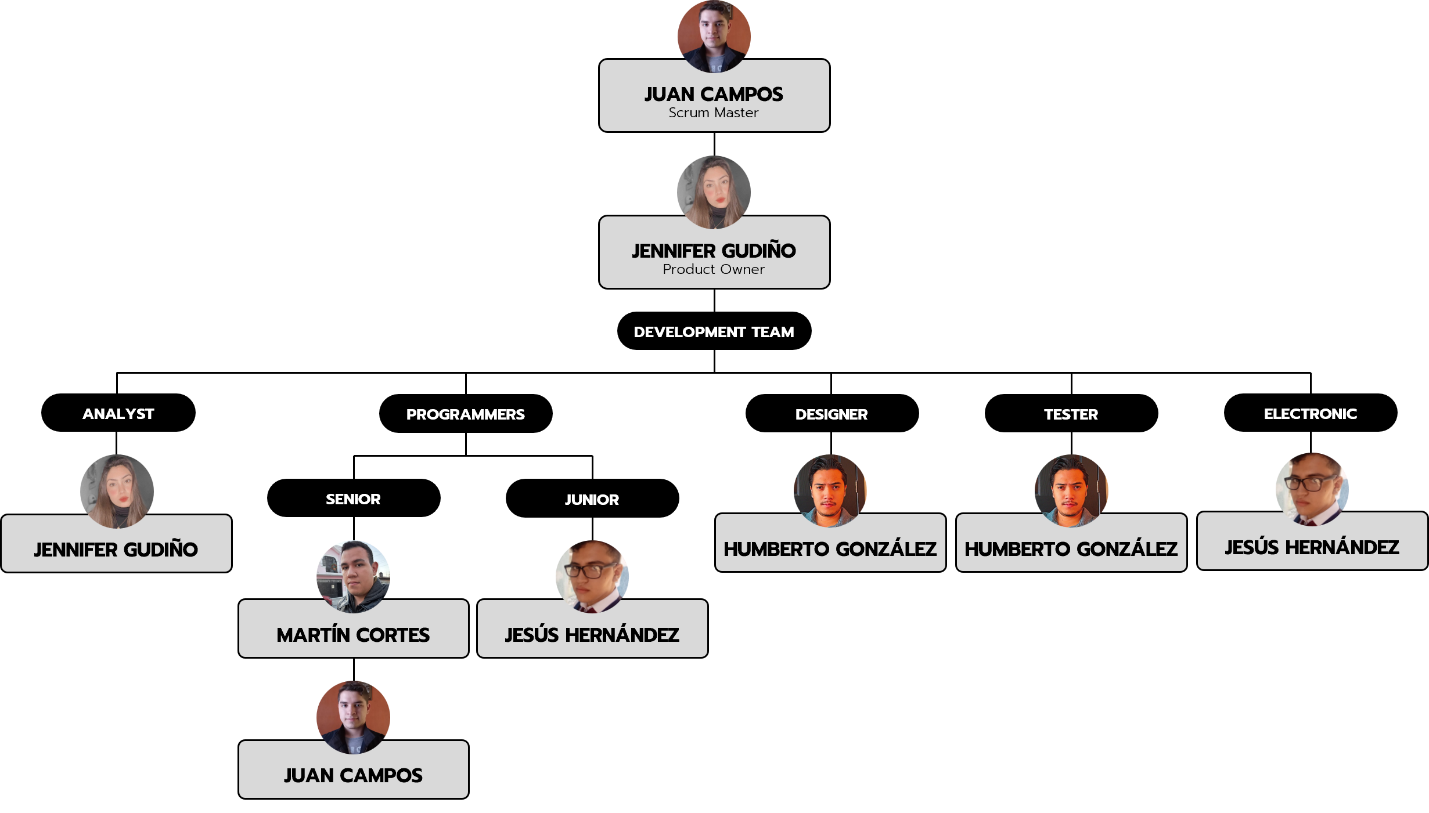 JUAN CAMPOS
Scrum Master
JENNIFER GUDIÑO
Product Owner
DEVELOPMENT TEAM
ANALYST
PROGRAMMERS
DESIGNER
TESTER
ELECTRONIC
SENIOR
JUNIOR
JENNIFER GUDIÑO
HUMBERTO GONZÁLEZ
HUMBERTO GONZÁLEZ
JESÚS HERNÁNDEZ
MARTÍN CORTES
JESÚS HERNÁNDEZ
JUAN CAMPOS